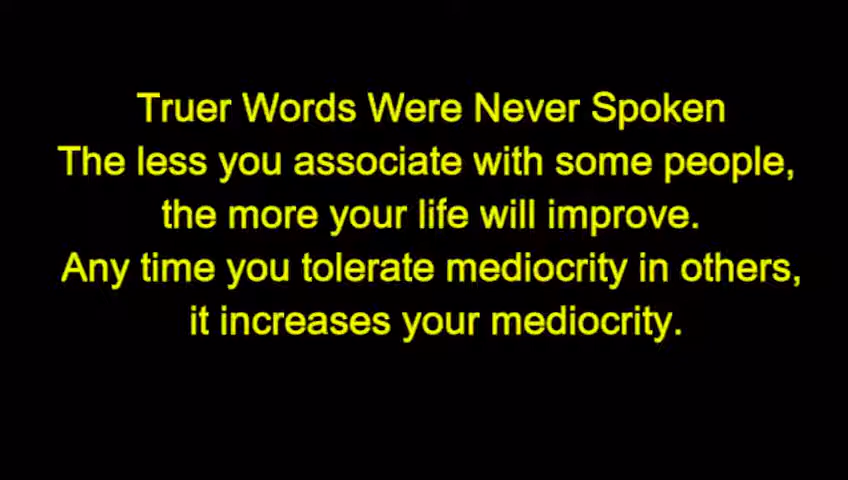 Truer Words Were Never Spoken
The less you associate with some people,
the more your life will improve.
Any time you tolerate mediocrity in others,
it increases your mediocrity.